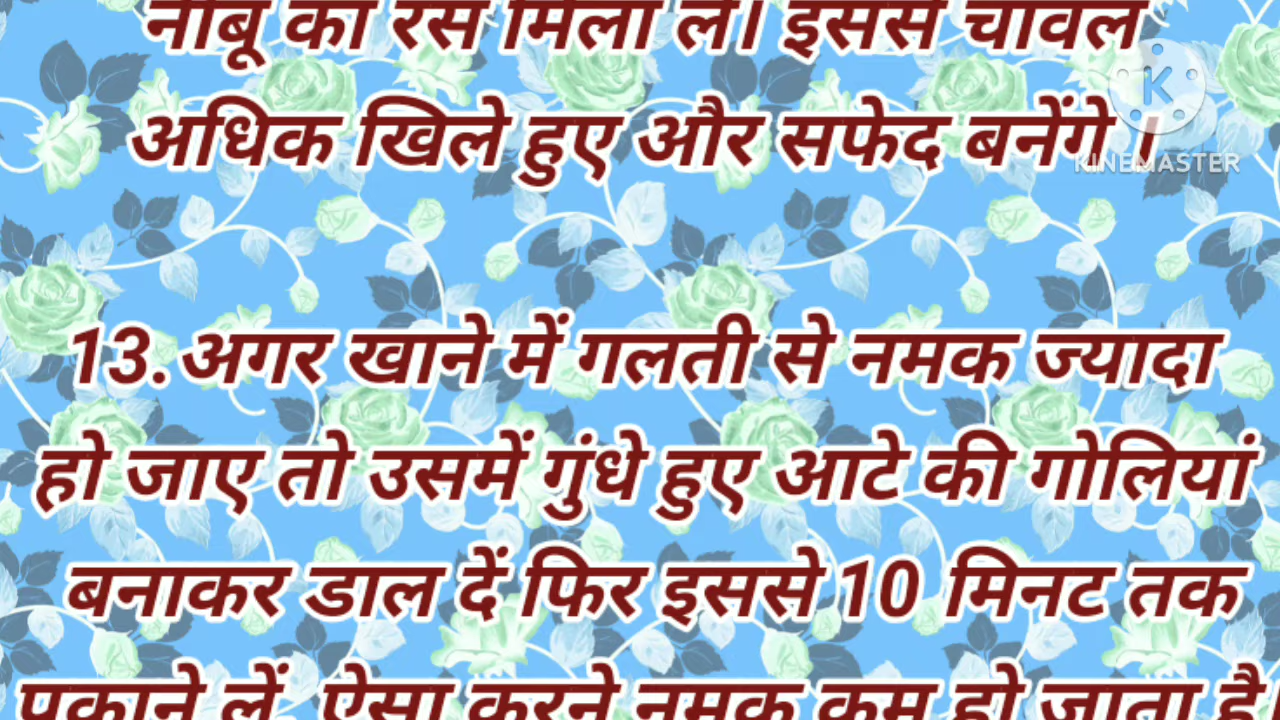 नींबू का रस मिला लें। इससे चावल
अधिक खिले हुए और सफेद बनेंगे ।
K
KINEMASTER
13.अगर खाने में गलती से नमक ज्यादा
हो जाए तो उसमें गुंधे हुए आटे की गोलियां
बनाकर डाल दें फिर इससे 10 मिनट तक
पकाने लें ऐसा करने नमक कम हो जाता है